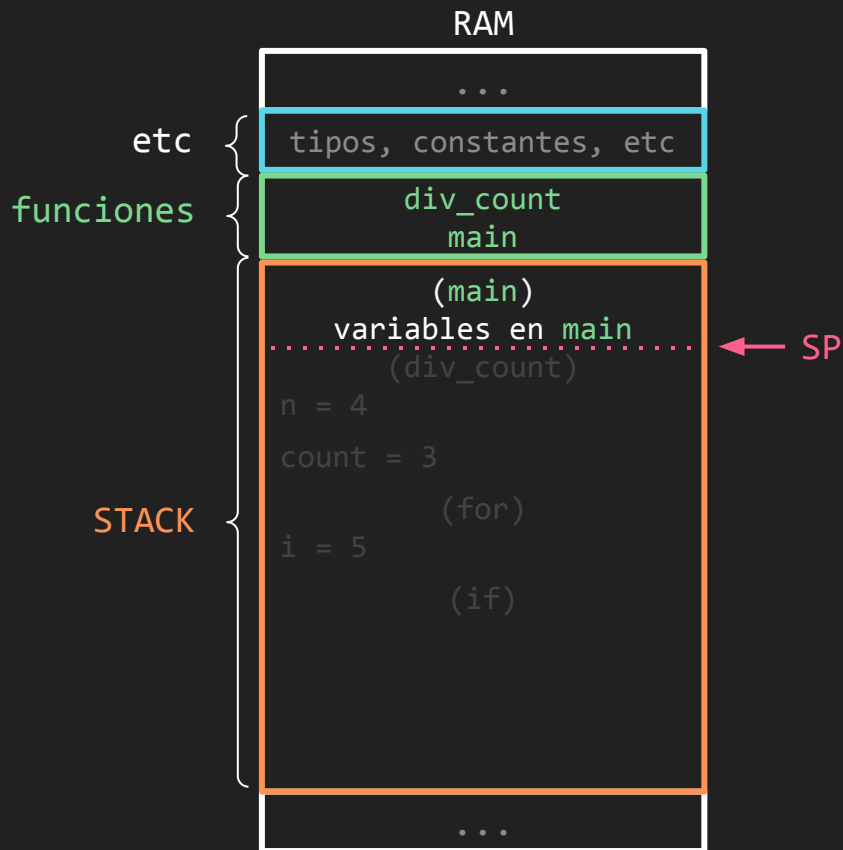 RAM
...
etc
tipos, constantes, etc
funciones
div_count
main
(main)
variables en main
SP
(div_count)
n = 4
count = 3
(for)
STACK
i = 5
(if)
...